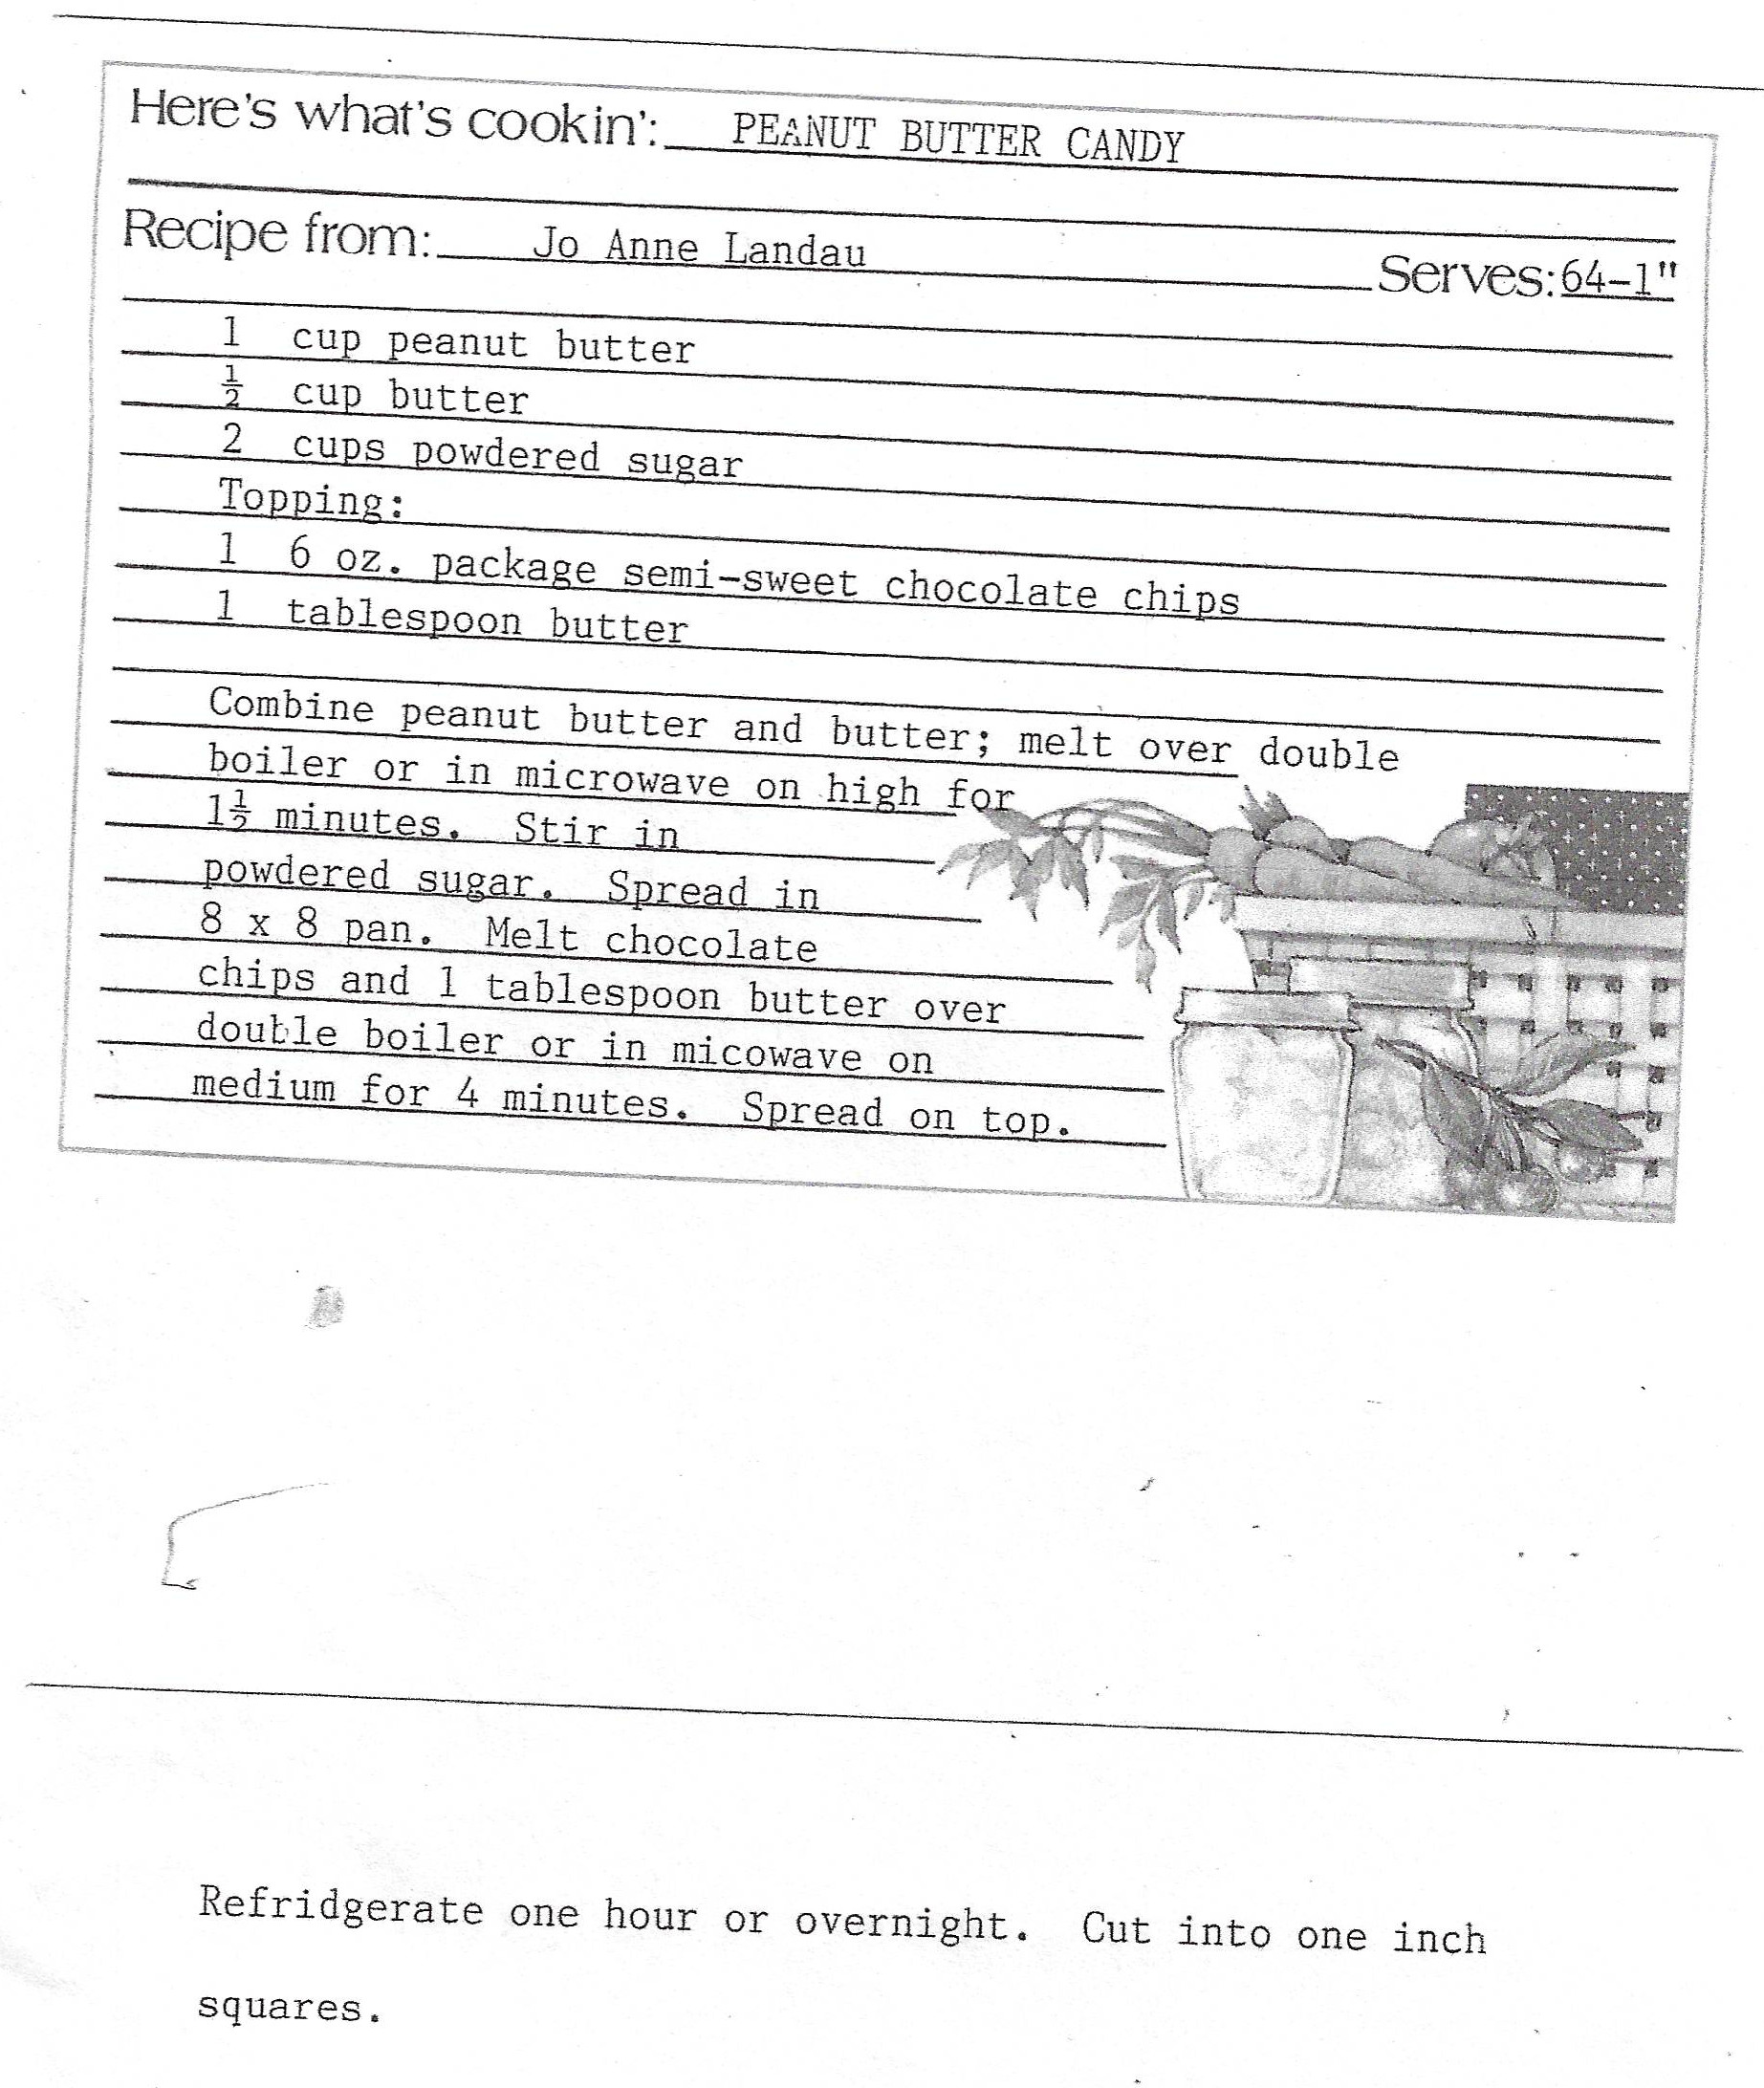 Here's what's cookin': PEANUT BUTTER CANDY
Recipe from: Jo Anne Landau Serves: 64-1"
1 cup peanut butter
½ cup butter
2 cups powdered sugar
Topping:
1 6 oz. package semi-sweet chocolate chips
1 tablespoon butter
Combine peanut butter and butter; melt over double
boiler or in microwave on high for
1½ minutes. Stir in
powdered sugar. Spread in
8 x 8 pan. Melt chocolate
chips and 1 tablespoon butter over
double boiler or in micowave on
medium for 4 minutes. Spread on top.
Refridgerate one hour or overnight. Cut into one inch
squares.